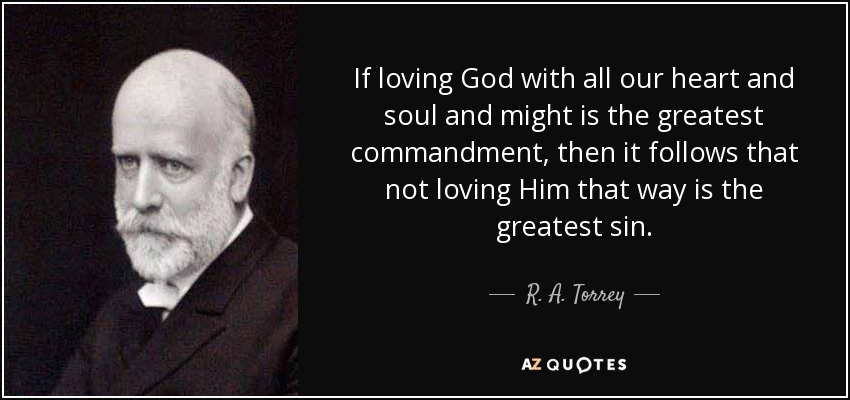 If loving God with all our heart and
soul and might is the greatest
commandment, then it follows that
not loving Him that way is the
greatest sin.
R. A. Torrey
AZ QUOTES